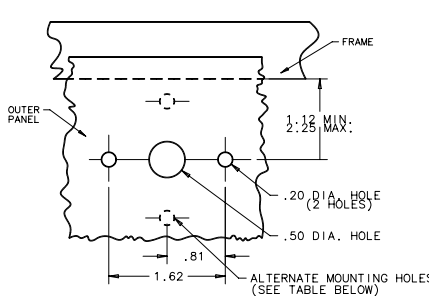 FRAME
OUTER
PANEL
1.12 MIN.
2.25 MAX.
.20 DIA. HOLE
(2 HOLES)
.50 DIA. HOLE
.81
1.62
ALTERNATE MOUNTING HOLES
(SEE TABLE BELOW)